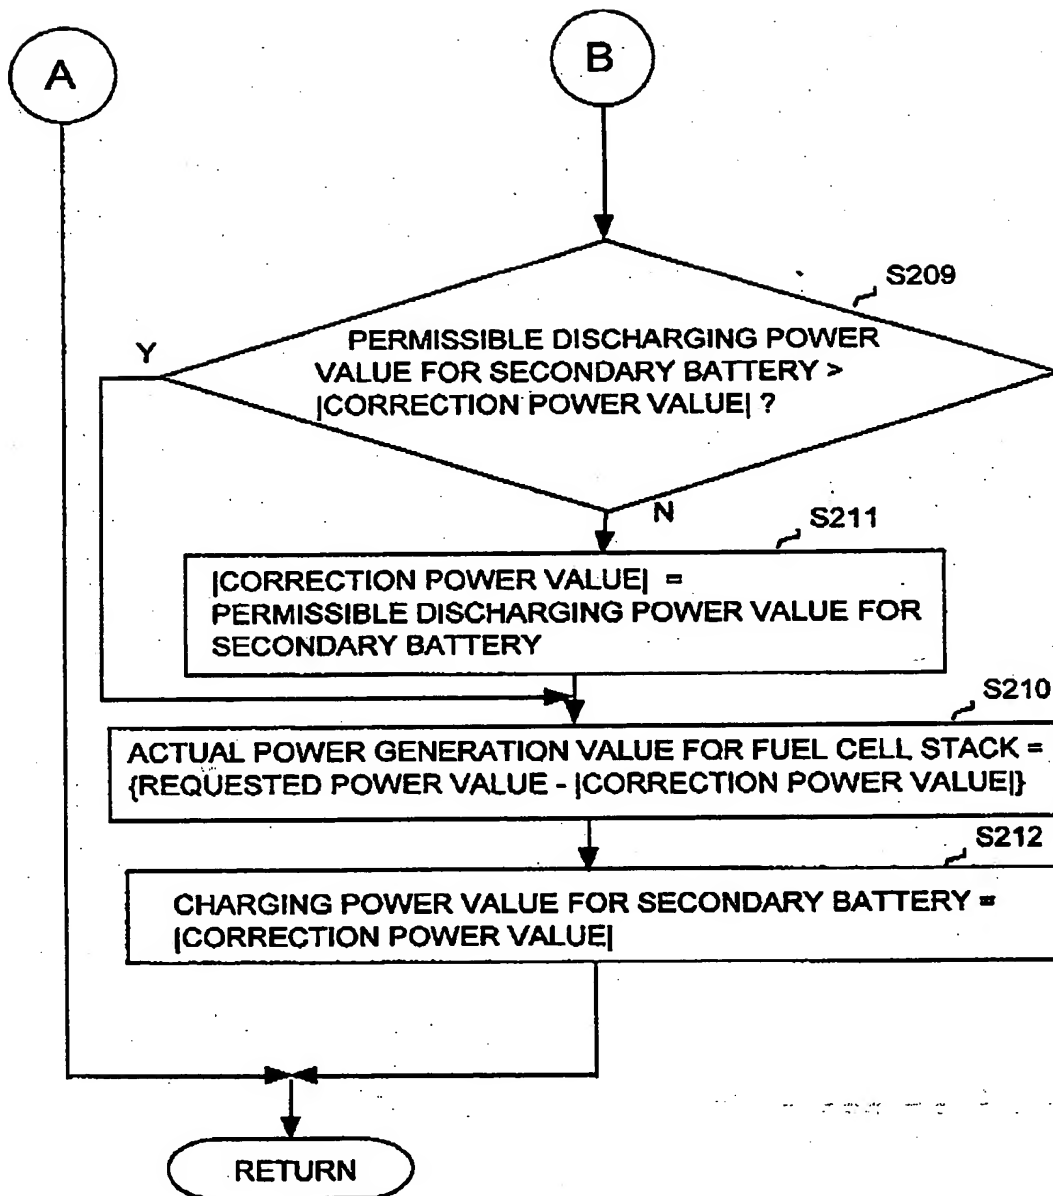 A
B
S209
Y
PERMISSIBLE DISCHARGING POWER
VALUE FOR SECONDARY BATTERY >
|CORRECTION POWER VALUE| ?
N
S211
|CORRECTION POWER VALUE| =
PERMISSIBLE DISCHARGING POWER VALUE FOR
SECONDARY BATTERY
S210
ACTUAL POWER GENERATION VALUE FOR FUEL CELL STACK =
{REQUESTED POWER VALUE - |CORRECTION POWER VALUE|}
S212
CHARGING POWER VALUE FOR SECONDARY BATTERY =
|CORRECTION POWER VALUE|
RETURN